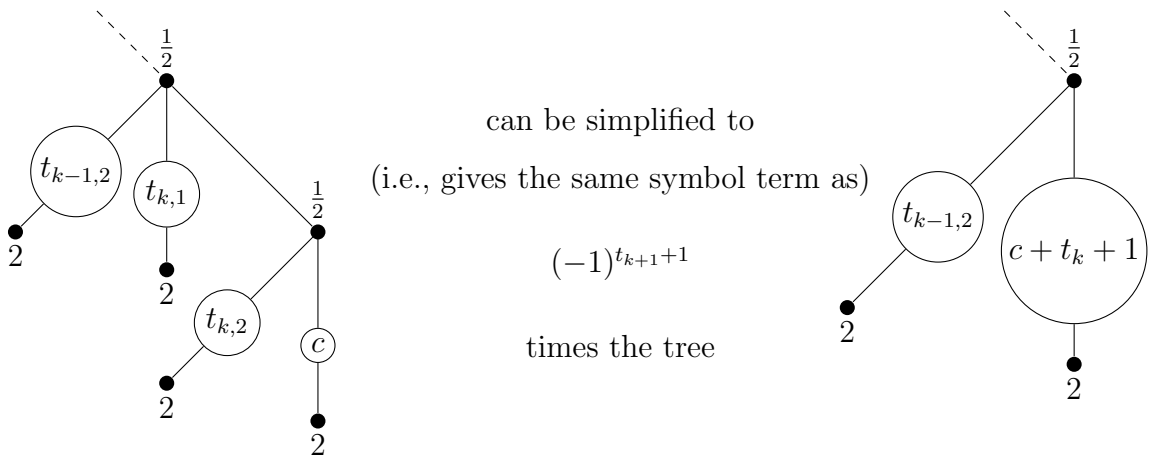 1/2
t_{k-1,2}
t_{k,1}
1/2
2
2
t_{k,2}
c
2
2
can be simplified to
(i.e., gives the same symbol term as)
(−1)^{t_{k+1}+1}
times the tree
1/2
t_{k-1,2}
c + t_k + 1
2
2